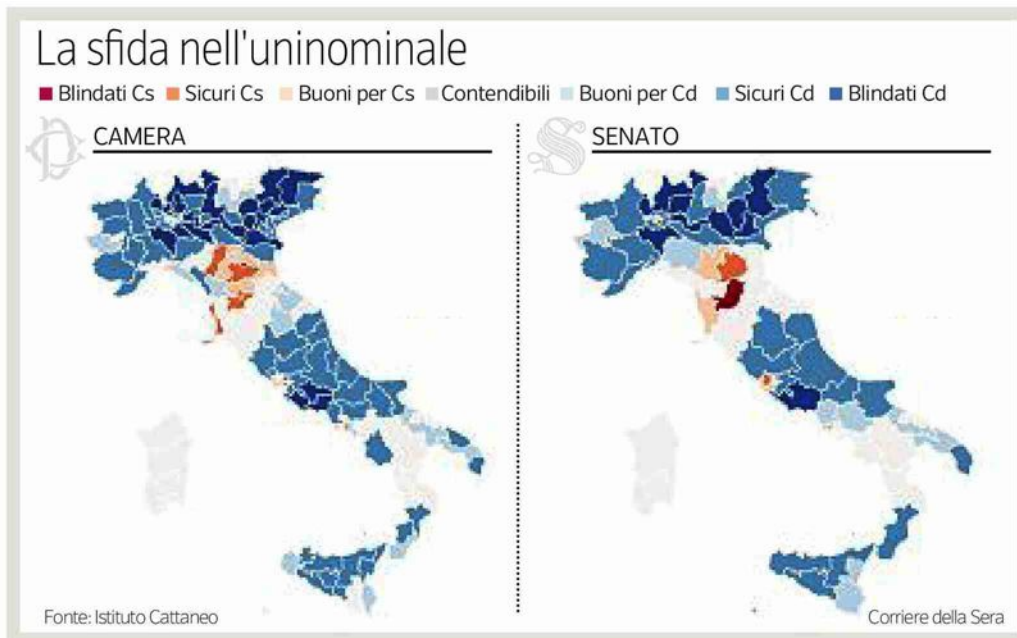 La sfida nell'uninominale
Blindati Cs Sicuri Cs Buoni per Cs Contendibili Buoni per Cd Sicuri Cd Blindati Cd
CAMERA
SENATO
Fonte: Istituto Cattaneo
Corriere della Sera